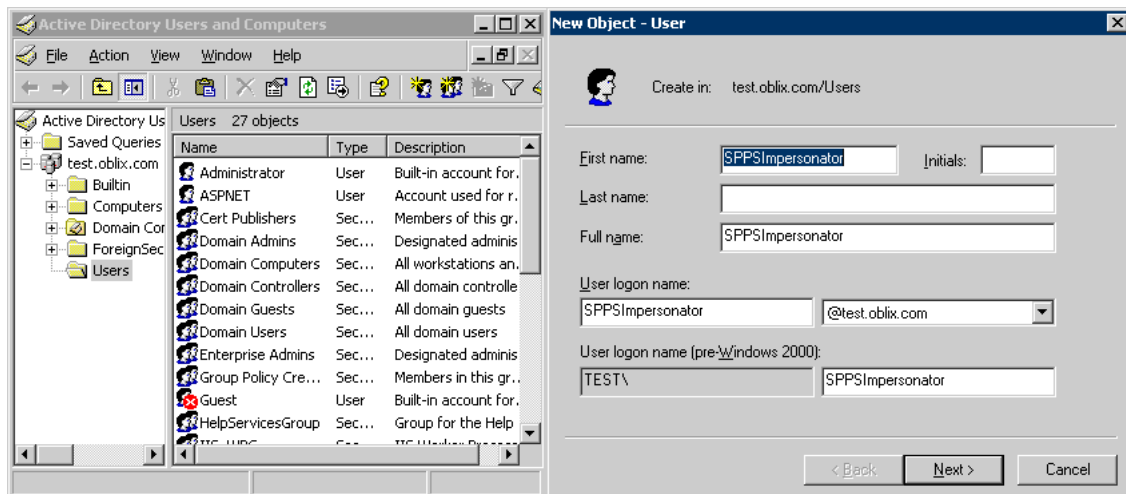 Active Directory Users and Computers
File Action View Window Help
Active Directory Us
Saved Queries
test.oblix.com
Builtin
Computers
Domain Cor
ForeignSec
Users
Users 27 objects
Name Type Description
Administrator User Built-in account for.
ASPNET User Account used for r.
Cert Publishers Sec... Members of this gr.
Domain Admins Sec... Designated adminis
Domain Computers Sec... All workstations an.
Domain Controllers Sec... All domain controlle
Domain Guests Sec... All domain guests
Domain Users Sec... All domain users
Enterprise Admins Sec... Designated adminis
Group Policy Cre... Sec... Members in this gr..
Guest User Built-in account for.
HelpServicesGroup Sec... Group for the Help
New Object - User
Create in: test.oblix.com/Users
First name: SPPSImpersonator Initials:
Last name:
Full name: SPPSImpersonator
User logon name:
SPPSImpersonator @test.oblix.com
User logon name (pre-Windows 2000):
TEST\ SPPSImpersonator
< Back Next > Cancel